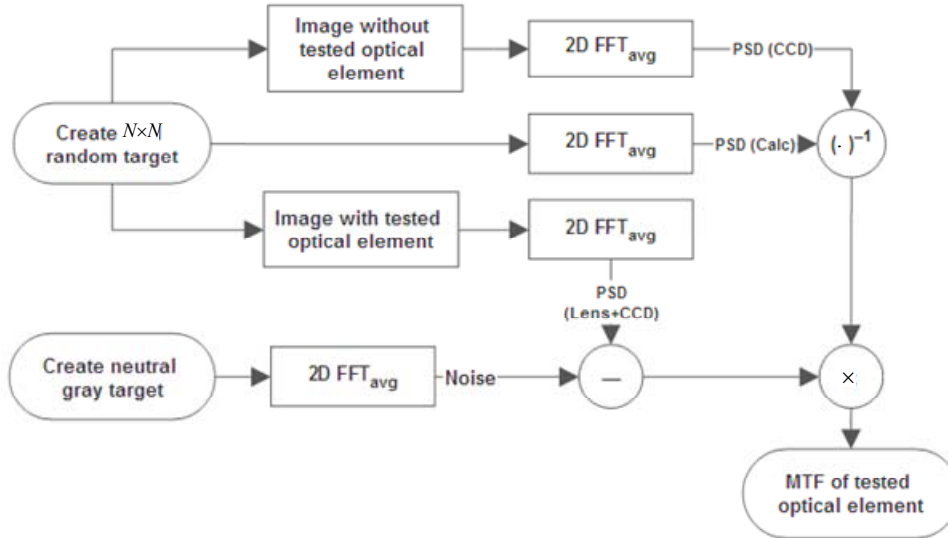 Image without
tested optical
element
2D FFTavg
PSD (CCD)
Create N×N
random target
2D FFTavg
PSD (Calc)
(. )⁻¹
Image with tested
optical element
2D FFTavg
PSD
(Lens+CCD)
Create neutral
gray target
2D FFTavg
Noise
—
×
MTF of tested
optical element